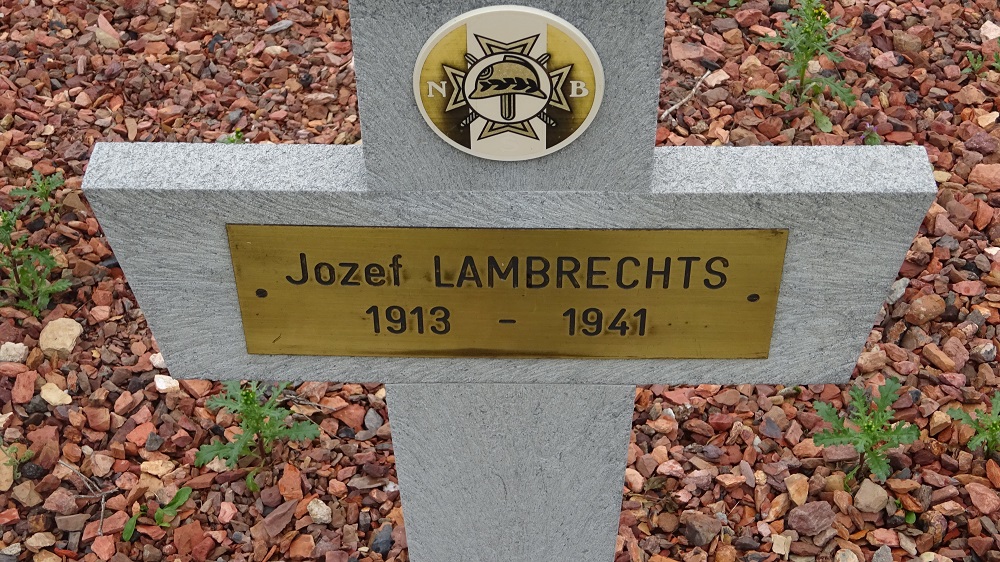 N B
Jozef LAMBRECHTS
1913 - 1941